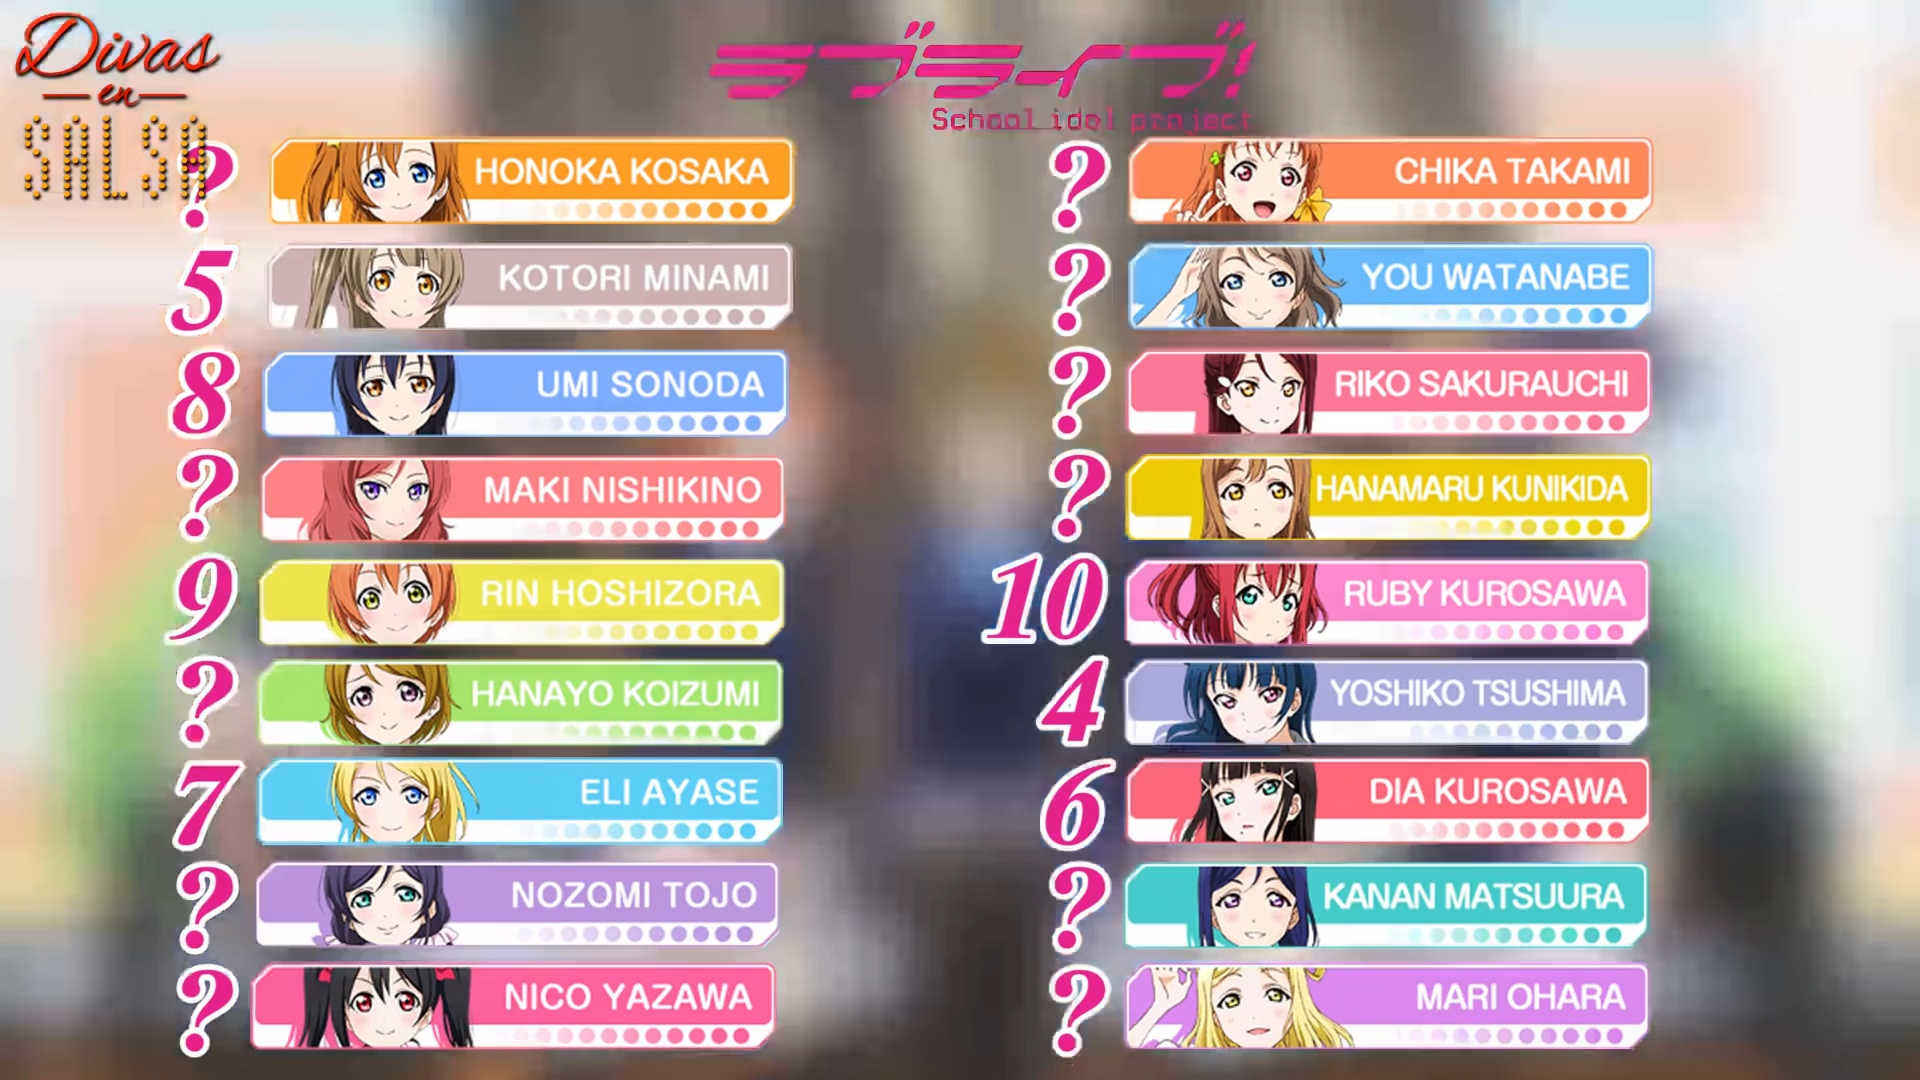 Divas
en
SALSA
ラブライブ!
School idol project
? HONOKA KOSAKA
5 KOTORI MINAMI
8 UMI SONODA
? MAKI NISHIKINO
9 RIN HOSHIZORA
? HANAYO KOIZUMI
7 ELI AYASE
? NOZOMI TOJO
? NICO YAZAWA
? CHIKA TAKAMI
? YOU WATANABE
? RIKO SAKURAUCHI
? HANAMARU KUNIKIDA
10 RUBY KUROSAWA
4 YOSHIKO TSUSHIMA
6 DIA KUROSAWA
? KANAN MATSUURA
? MARI OHARA